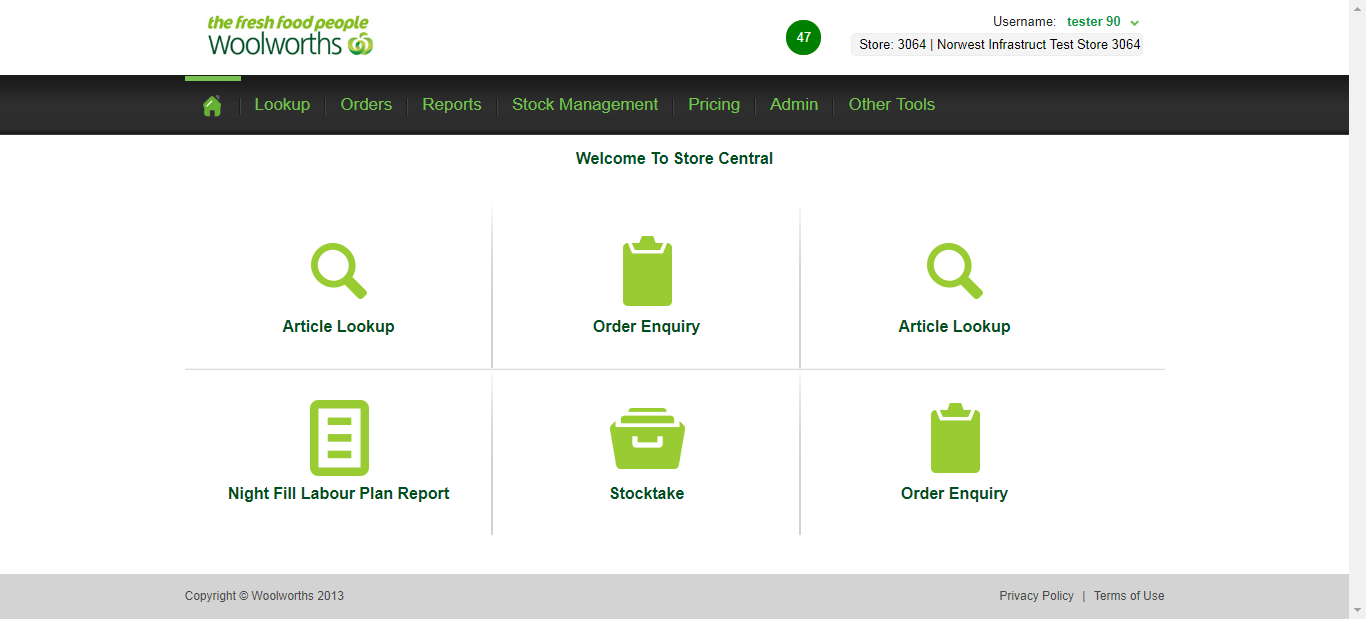 the fresh food people
Woolworths
47
Username: tester 90
Store: 3064 | Norwest Infrastruct Test Store 3064
Lookup Orders Reports Stock Management Pricing Admin Other Tools
Welcome To Store Central
Article Lookup Order Enquiry Article Lookup
Night Fill Labour Plan Report Stocktake Order Enquiry
Copyright © Woolworths 2013 Privacy Policy | Terms of Use